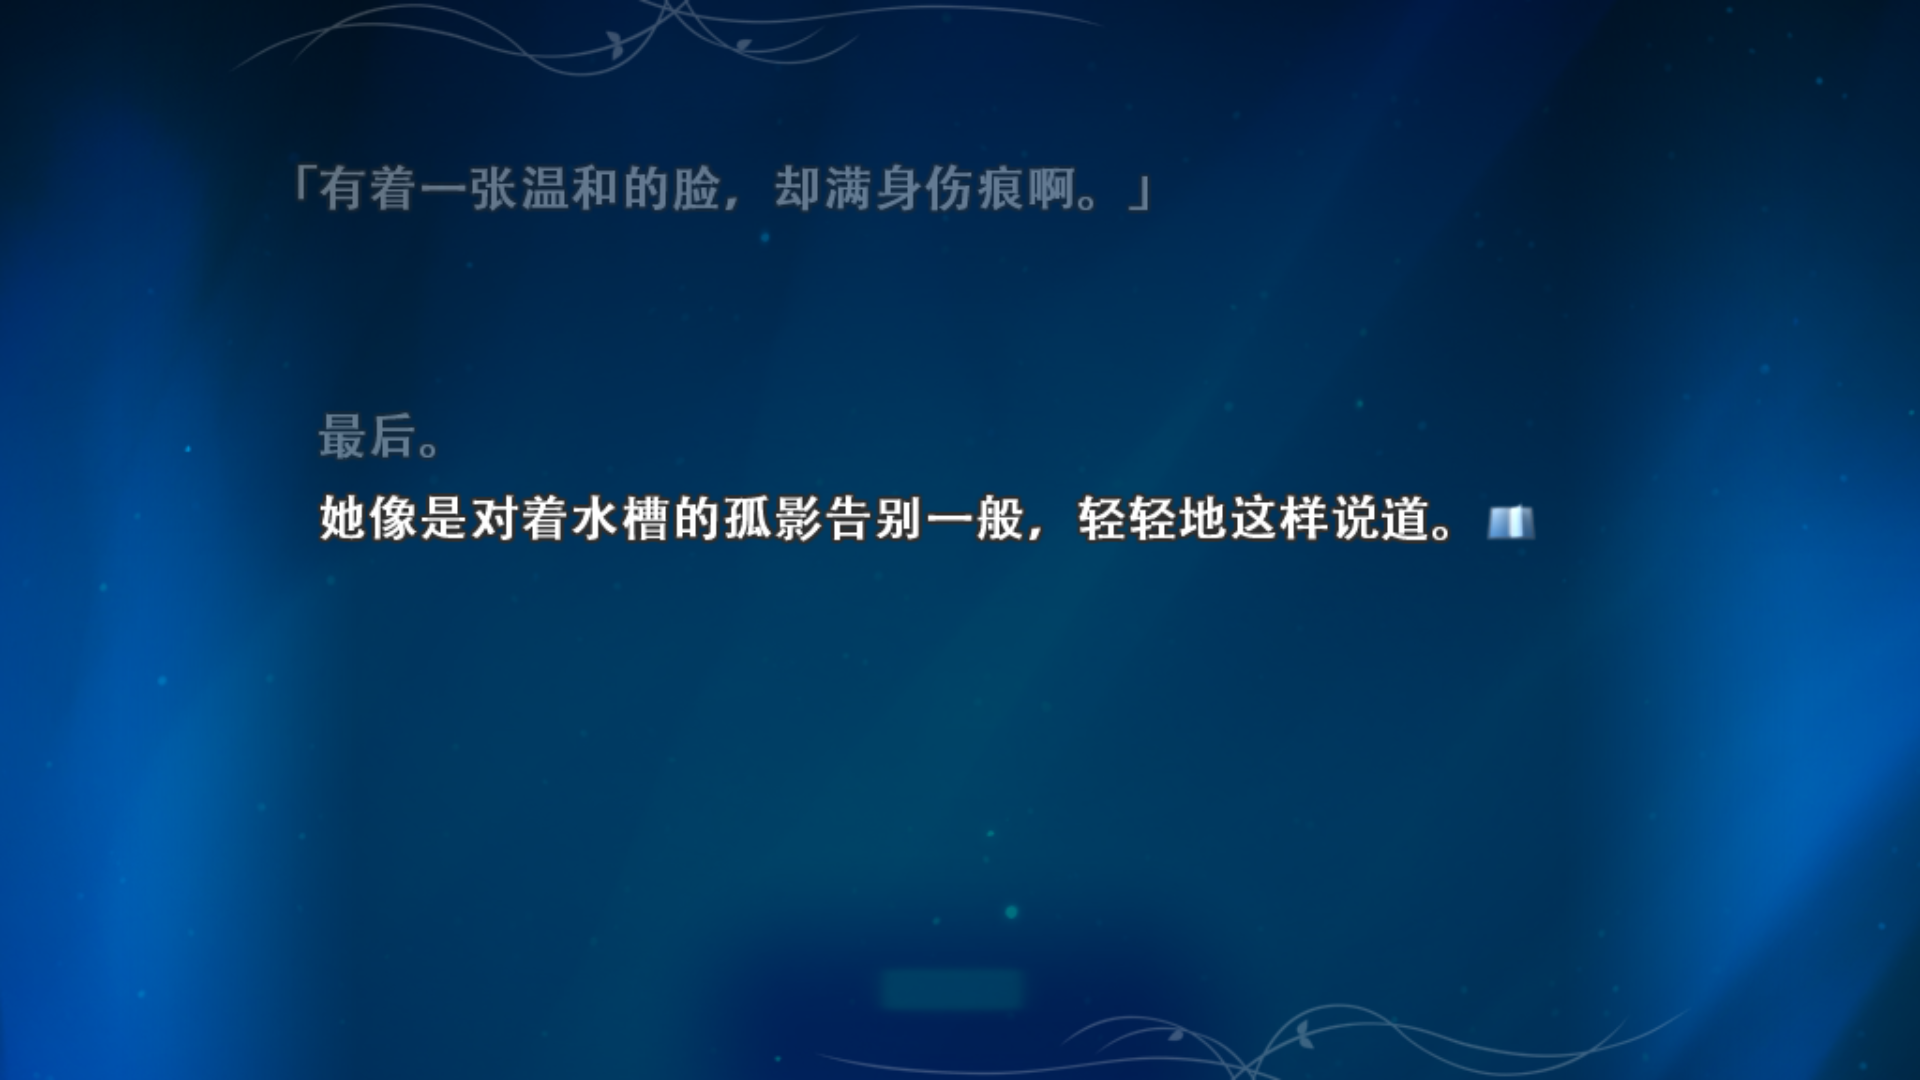 「有着一张温和的脸，却满身伤痕啊。」
最后。
她像是对着水槽的孤影告别一般，轻轻地这样说道。